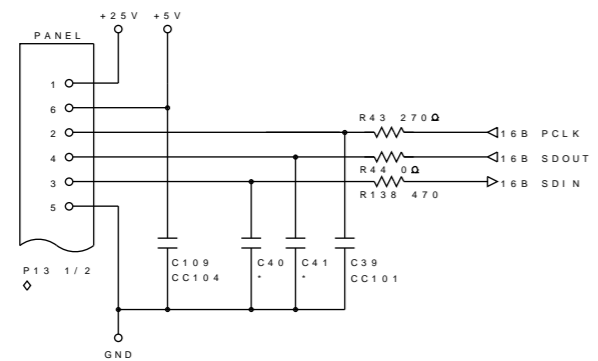 +25V +5V
PANEL
1
6
R43 270Ω
2
16B PCLK
4
16B SDOUT
R44 0Ω
3
16B SDIN
R138 470
5
C109
CC104
C40
*
C41
*
C39
CC101
P13 1/2
GND